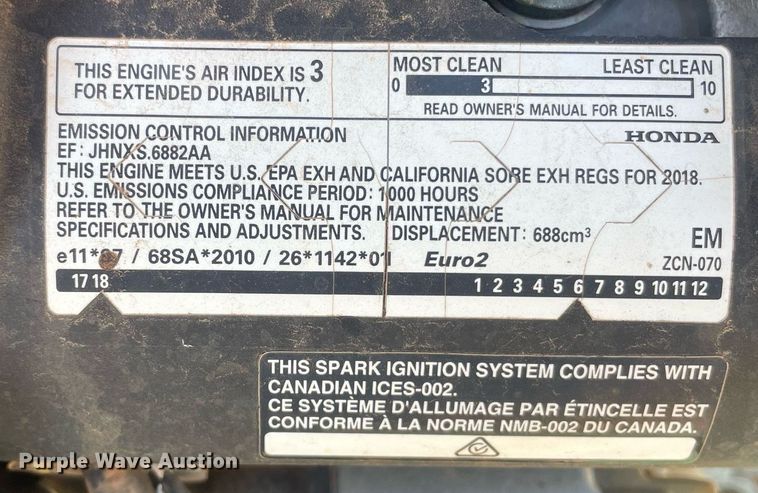 THIS ENGINE'S AIR INDEX IS 3
FOR EXTENDED DURABILITY.
MOST CLEAN LEAST CLEAN
0 3 10
READ OWNER'S MANUAL FOR DETAILS.
EMISSION CONTROL INFORMATION HONDA
EF: JHNXS.6882AA
THIS ENGINE MEETS U.S. EPA EXH AND CALIFORNIA SORE EXH REGS FOR 2018.
U.S. EMISSIONS COMPLIANCE PERIOD: 1000 HOURS
REFER TO THE OWNER'S MANUAL FOR MAINTENANCE
SPECIFICATIONS AND ADJUSTMENTS. DISPLACEMENT: 688cm³ EM
e11*97 / 68SA*2010 / 26*1142*01 Euro2 ZCN-070
17 18 1 2 3 4 5 6 7 8 9 10 11 12
THIS SPARK IGNITION SYSTEM COMPLIES WITH
CANADIAN ICES-002.
CE SYSTÈME D'ALLUMAGE PAR ÉTINCELLE EST
CONFORME À LA NORME NMB-002 DU CANADA.
Purple Wave Auction